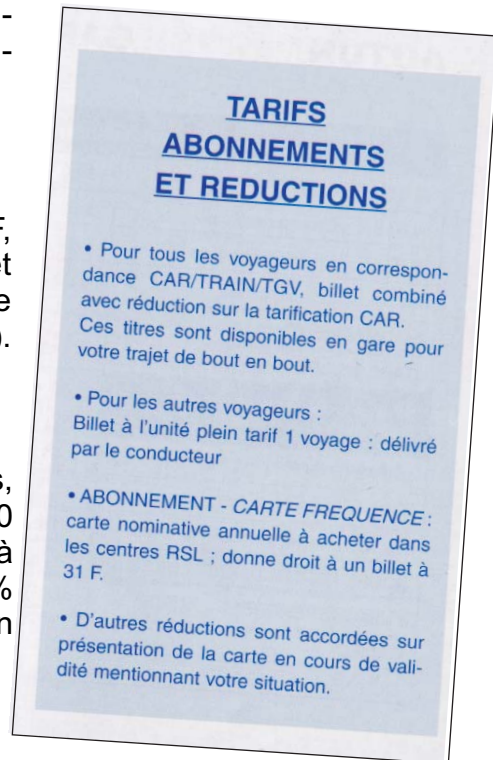 -
-
F,
et
e
).
s,
0
à
%
n
TARIFS
ABONNEMENTS
ET REDUCTIONS
• Pour tous les voyageurs en correspon-
dance CAR/TRAIN/TGV, billet combiné
avec réduction sur la tarification CAR.
Ces titres sont disponibles en gare pour
votre trajet de bout en bout.
• Pour les autres voyageurs :
Billet à l'unité plein tarif 1 voyage : délivré
par le conducteur
• ABONNEMENT - CARTE FREQUENCE :
carte nominative annuelle à acheter dans
les centres RSL ; donne droit à un billet à
31 F.
• D'autres réductions sont accordées sur
présentation de la carte en cours de vali-
dité mentionnant votre situation.